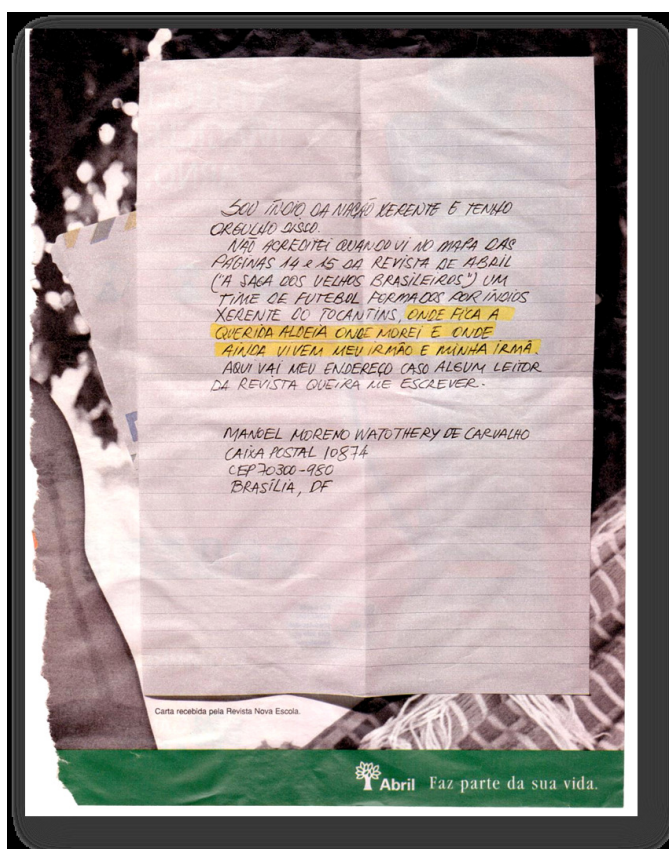 SOU ÍNDIO DA NAÇÃO XERENTE E TENHO
ORGULHO DISSO.
NÃO ACREDITEI QUANDO VI NO MAPA DAS
PÁGINAS 14 e 15 DA REVISTA DE ABRIL
("A SAGA DOS VELHOS BRASILEIROS") UM
TIME DE FUTEBOL FORMADOS POR ÍNDIOS
XERENTE DO TOCANTINS, ONDE FICA A
QUERIDA ALDEIA ONDE MOREI E ONDE
AINDA VIVEM MEU IRMÃO E MINHA IRMÃ.
AQUI VAI MEU ENDEREÇO CASO ALGUM LEITOR
DA REVISTA QUEIRA ME ESCREVER.
MANOEL MORENO WATOTHERY DE CARVALHO
CAIXA POSTAL 10874
CEP 70300-980
BRASÍLIA, DF
Carta recebida pela Revista Nova Escola.
Abril Faz parte da sua vida.